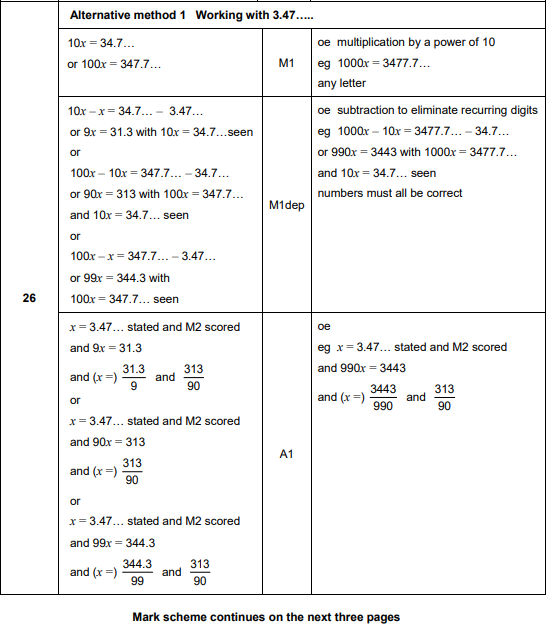 Alternative method 1 Working with 3.47…..
10x = 34.7…
or 100x = 347.7…
M1
oe multiplication by a power of 10
eg 1000x = 3477.7…
any letter
10x – x = 34.7… – 3.47…
or 9x = 31.3 with 10x = 34.7…seen
or
100x – 10x = 347.7… – 34.7…
or 90x = 313 with 100x = 347.7…
and 10x = 34.7… seen
or
100x – x = 347.7… – 3.47…
or 99x = 344.3 with
100x = 347.7… seen
M1dep
oe subtraction to eliminate recurring digits
eg 1000x – 10x = 3477.7… – 34.7…
or 990x = 3443 with 1000x = 3477.7…
and 10x = 34.7… seen
numbers must all be correct
26
x = 3.47… stated and M2 scored
and 9x = 31.3
and (x =) 31.3/9 and 313/90
or
x = 3.47… stated and M2 scored
and 90x = 313
and (x =) 313/90
or
x = 3.47… stated and M2 scored
and 99x = 344.3
and (x =) 344.3/99 and 313/90
A1
oe
eg x = 3.47… stated and M2 scored
and 990x = 3443
and (x =) 3443/990 and 313/90
Mark scheme continues on the next three pages